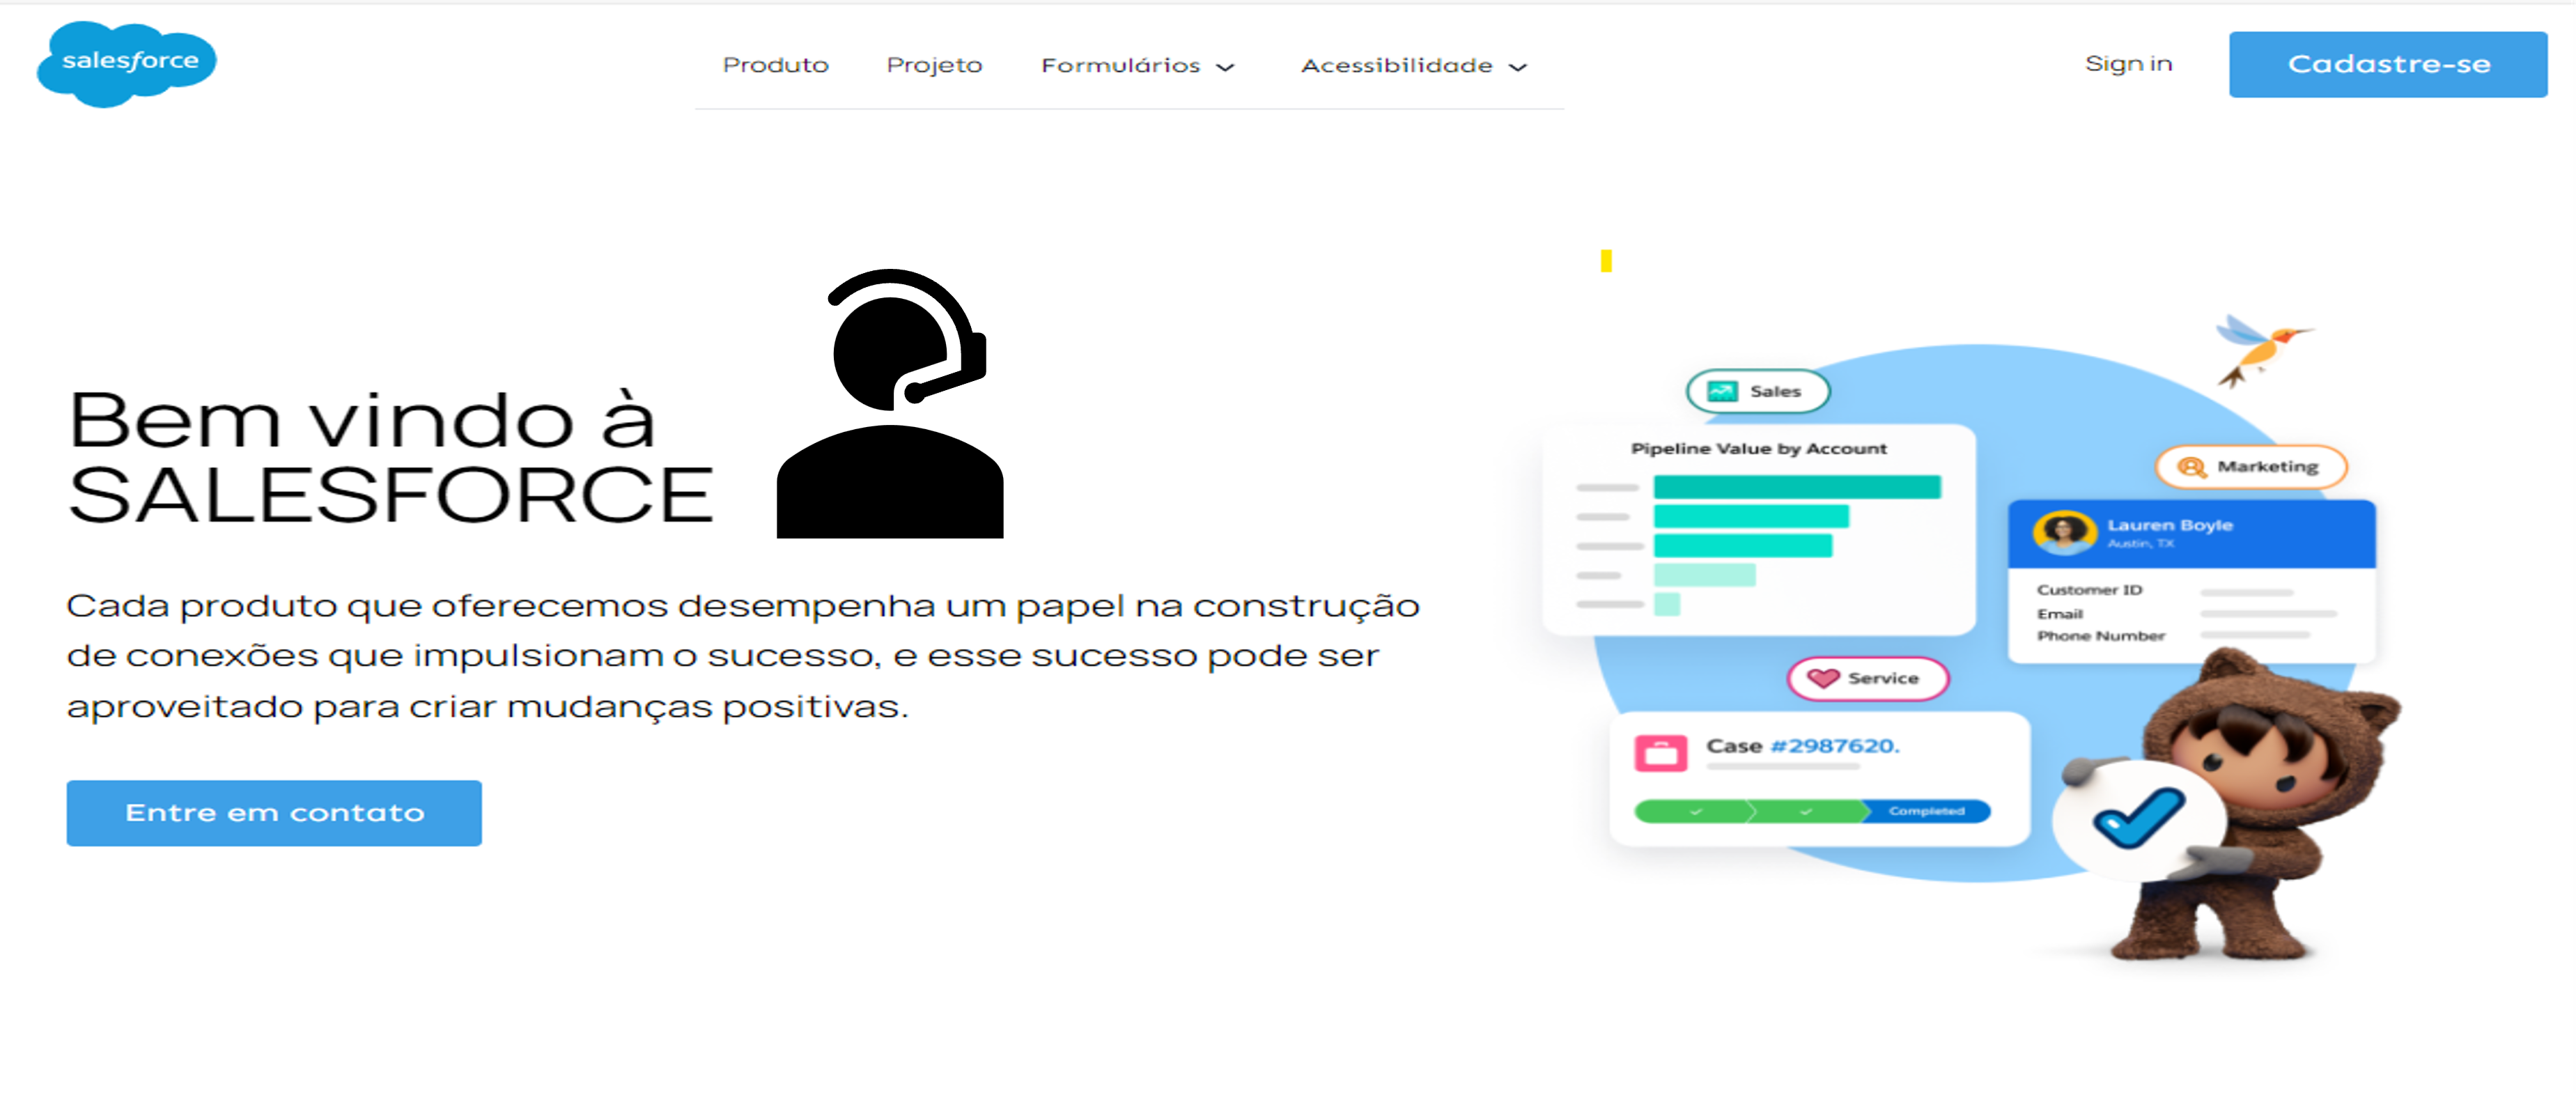 salesforce
Produto Projeto Formulários Acessibilidade
Sign in
Cadastre-se
Bem vindo à
SALESFORCE
Cada produto que oferecemos desempenha um papel na construção
de conexões que impulsionam o sucesso, e esse sucesso pode ser
aproveitado para criar mudanças positivas.
Entre em contato
Sales
Pipeline Value by Account
Marketing
Lauren Boyle
Austin, TX
Customer ID
Email
Phone Number
Service
Case #2987620.
Completed